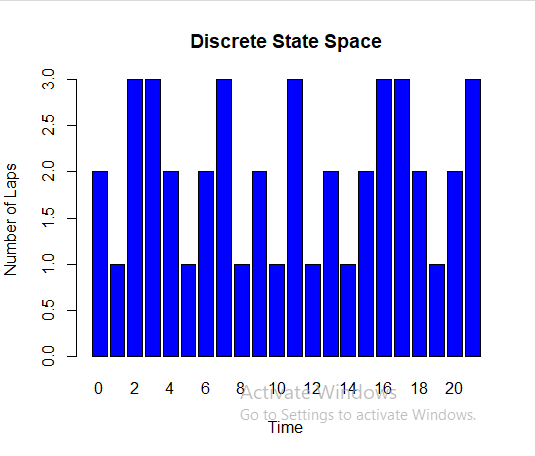 Discrete State Space
Number of Laps
3.0
2.5
2.0
1.5
1.0
0.5
0.0
0 2 4 6 8 10 12 14 16 18 20
Time
Activate Windows
Go to Settings to activate Windows.